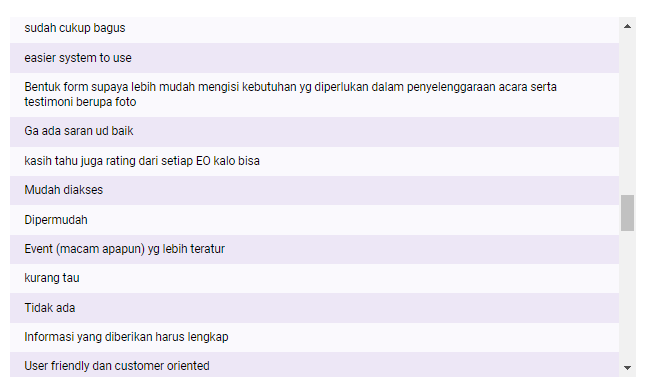 sudah cukup bagus
easier system to use
Bentuk form supaya lebih mudah mengisi kebutuhan yg diperlukan dalam penyelenggaraan acara serta
testimoni berupa foto
Ga ada saran ud baik
kasih tahu juga rating dari setiap EO kalo bisa
Mudah diakses
Dipermudah
Event (macam apapun) yg lebih teratur
kurang tau
Tidak ada
Informasi yang diberikan harus lengkap
User friendly dan customer oriented